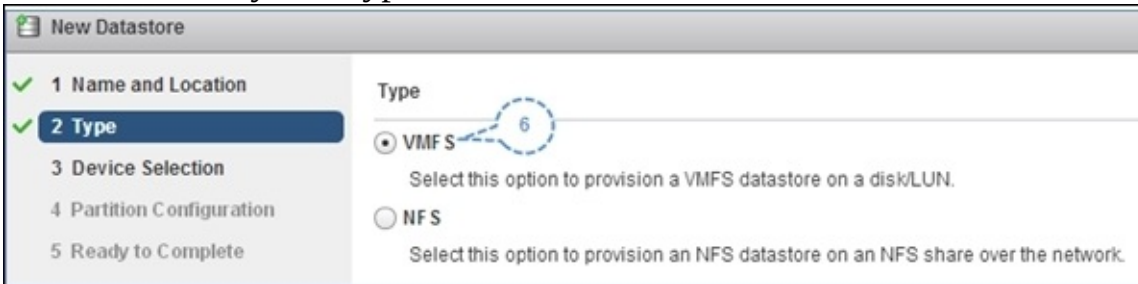 New Datastore
1 Name and Location
2 Type
3 Device Selection
4 Partition Configuration
5 Ready to Complete
Type
6
VMFS
Select this option to provision a VMFS datastore on a disk/LUN.
NFS
Select this option to provision an NFS datastore on an NFS share over the network.